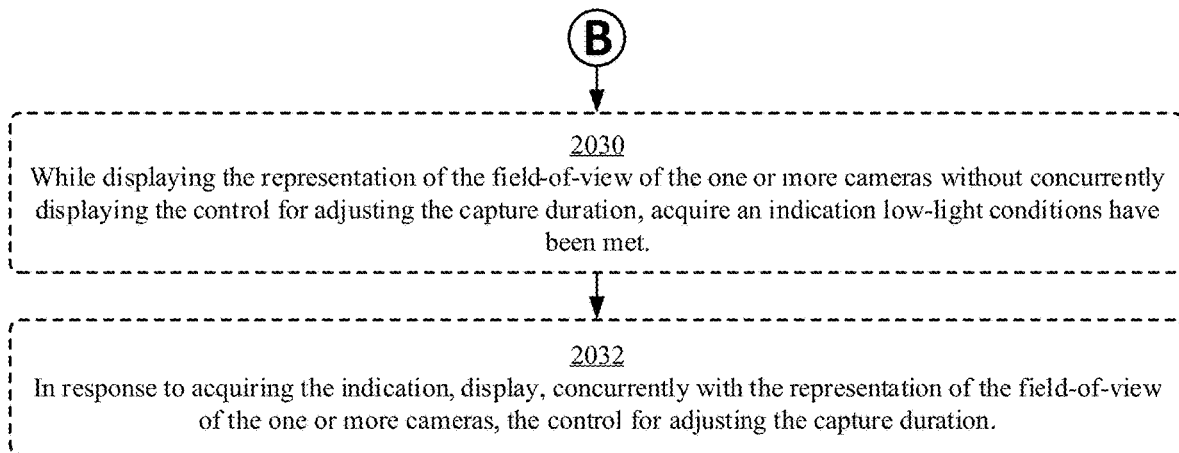 B
2030
While displaying the representation of the field-of-view of the one or more cameras without concurrently
displaying the control for adjusting the capture duration, acquire an indication low-light conditions have
been met.
2032
In response to acquiring the indication, display, concurrently with the representation of the field-of-view
of the one or more cameras, the control for adjusting the capture duration.